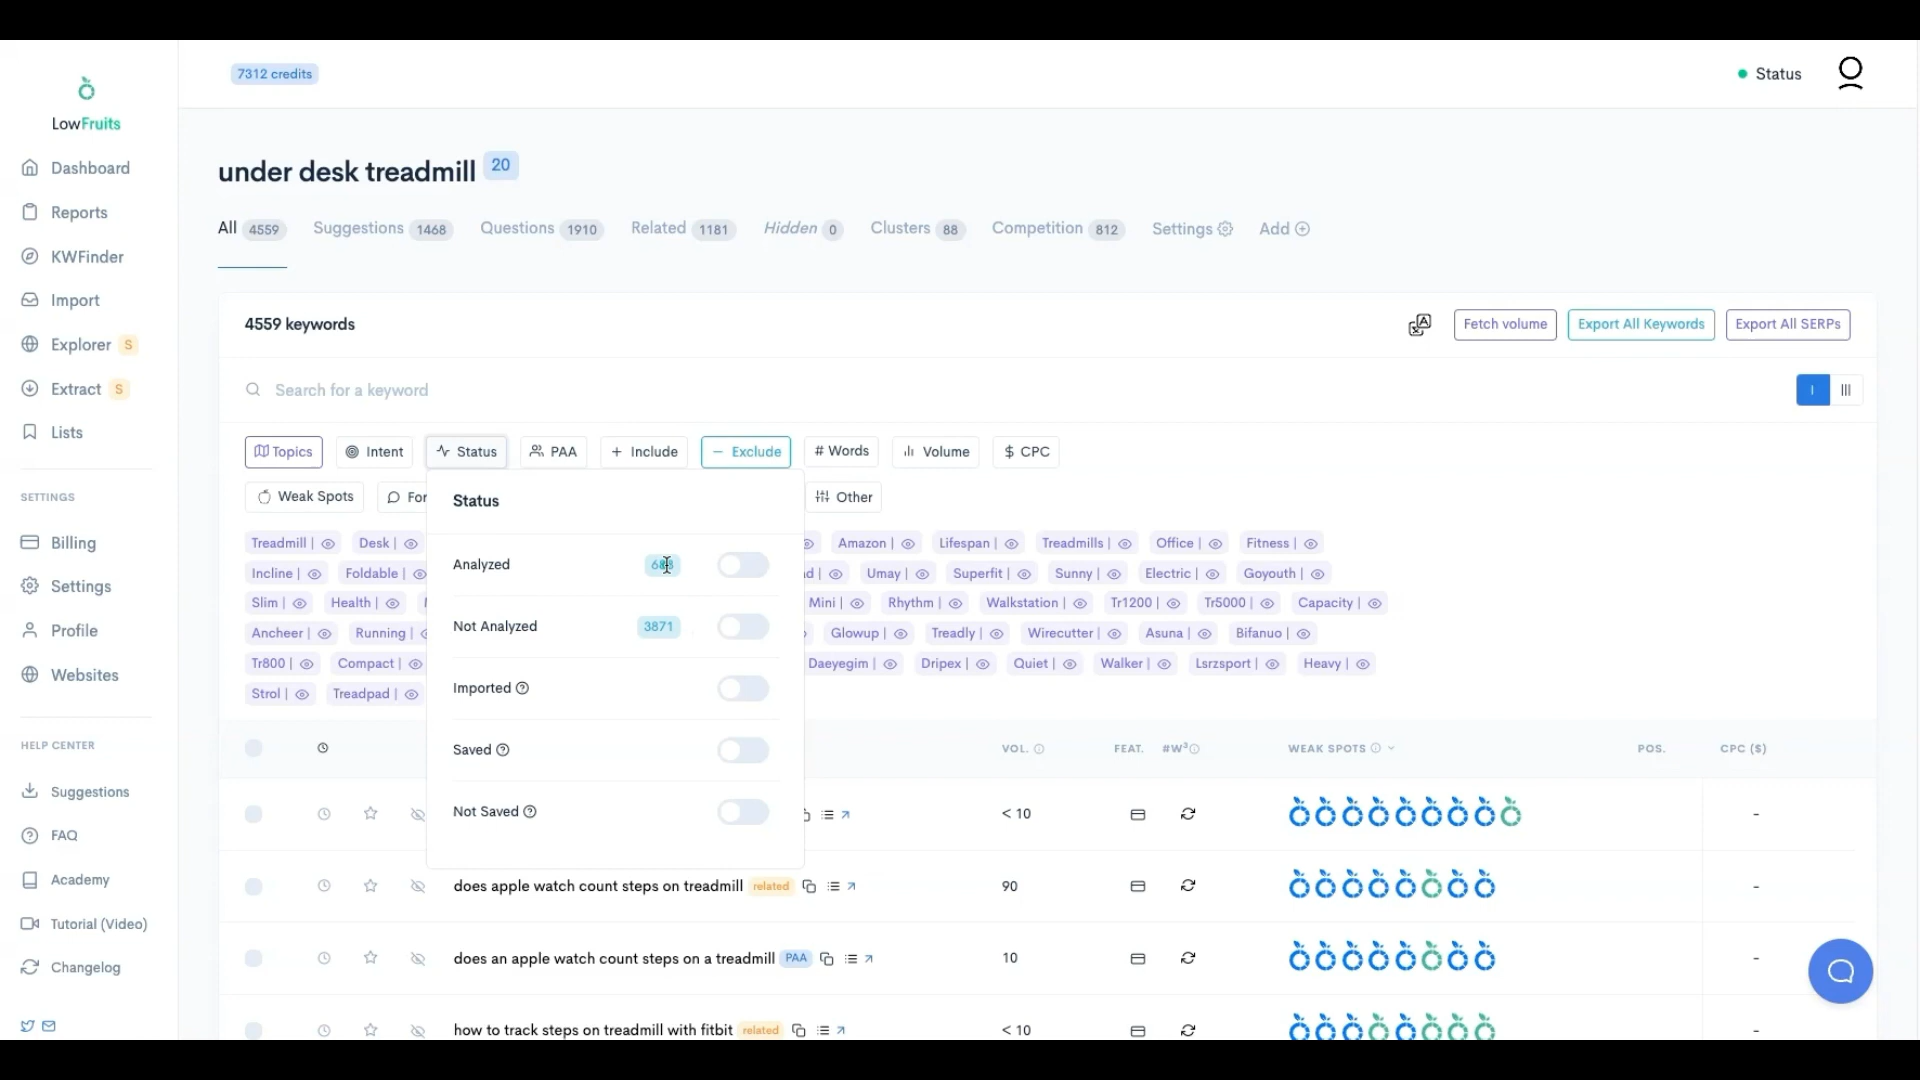 7312 credits
Status
LowFruits
Dashboard
Reports
KWFinder
Import
Explorer S
Extract S
Lists
SETTINGS
Billing
Settings
Profile
Websites
HELP CENTER
Suggestions
FAQ
Academy
Tutorial (Video)
Changelog
under desk treadmill 20
All 4559 Suggestions 1468 Questions 1910 Related 1181 Hidden 0 Clusters 88 Competition 812 Settings Add
4559 keywords
Fetch volume Export All Keywords Export All SERPs
Search for a keyword
Topics Intent Status PAA + Include − Exclude # Words Volume $ CPC
Weak Spots For Other
Status
Analyzed
Not Analyzed 3871
Imported
Saved
Not Saved
Treadmill | Desk | Amazon | Lifespan | Treadmills | Office | Fitness |
Incline | Foldable | Umay | Superfit | Sunny | Electric | Goyouth |
Slim | Health | Mini | Rhythm | Walkstation | Tr1200 | Tr5000 | Capacity |
Ancheer | Running | Glowup | Treadly | Wirecutter | Asuna | Bifanuo |
Tr800 | Compact | Daeyegim | Dripex | Quiet | Walker | Lsrzsport | Heavy |
Strol | Treadpad |
VOL. FEAT. #W³ WEAK SPOTS POS. CPC ($)
< 10 -
does apple watch count steps on treadmill related 90 -
does an apple watch count steps on a treadmill PAA 10 -
how to track steps on treadmill with fitbit related < 10 -